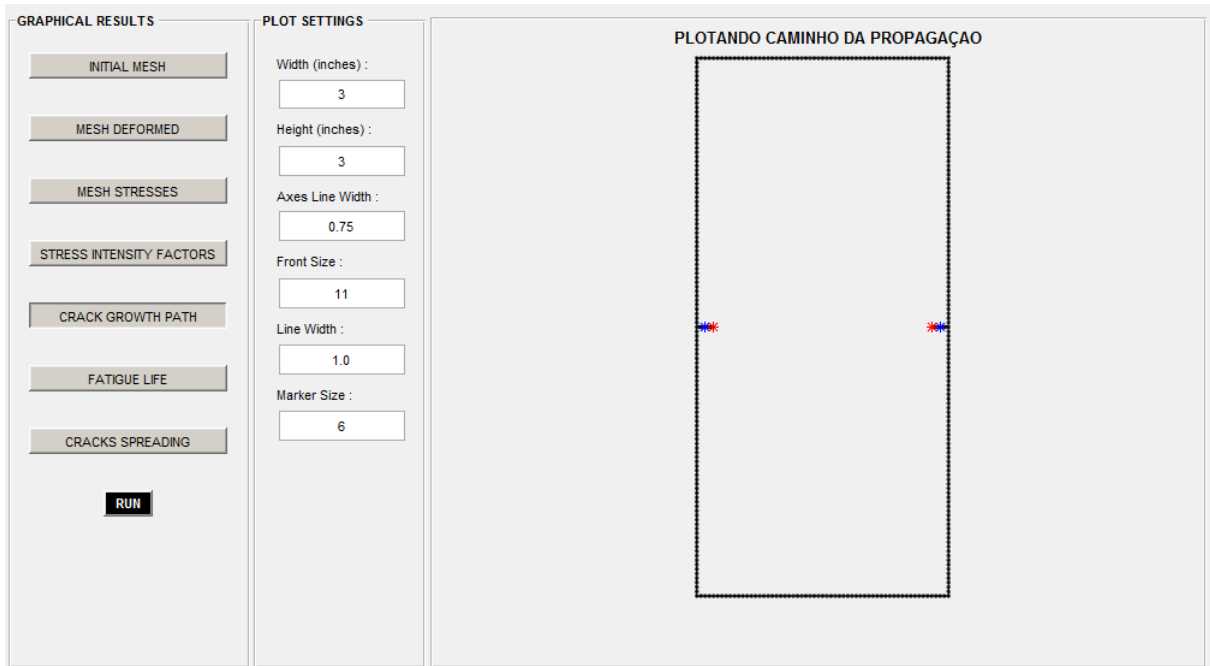 GRAPHICAL RESULTS
INITIAL MESH
MESH DEFORMED
MESH STRESSES
STRESS INTENSITY FACTORS
CRACK GROWTH PATH
FATIGUE LIFE
CRACKS SPREADING
RUN
PLOT SETTINGS
Width (inches) :
3
Height (inches) :
3
Axes Line Width :
0.75
Front Size :
11
Line Width :
1.0
Marker Size :
6
PLOTANDO CAMINHO DA PROPAGAÇAO